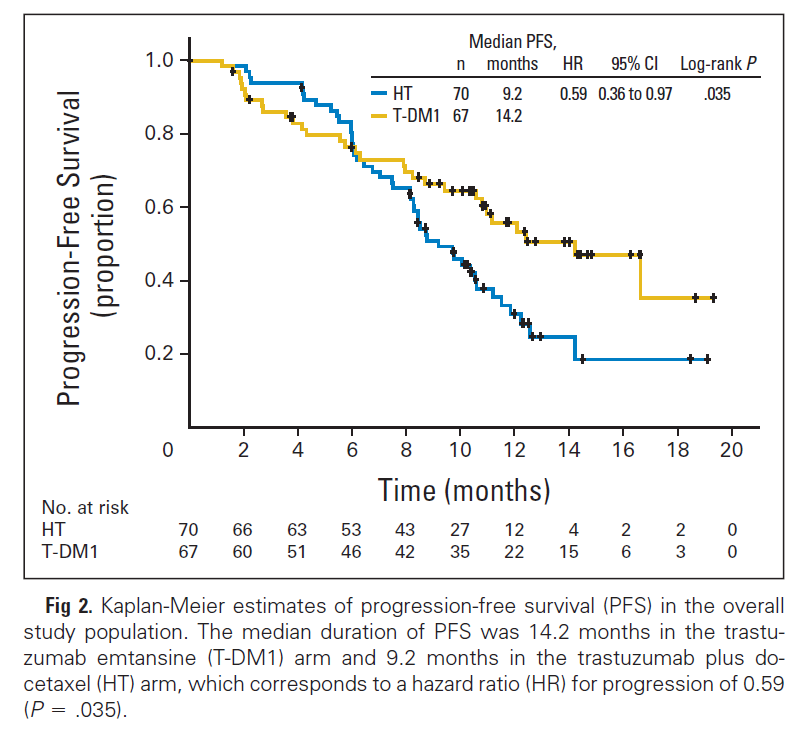 Median PFS,
n months HR 95% CI Log-rank P
HT 70 9.2 0.59 0.36 to 0.97 .035
T-DM1 67 14.2
Progression-Free Survival
(proportion)
1.0
0.8
0.6
0.4
0.2
0 2 4 6 8 10 12 14 16 18 20
Time (months)
No. at risk
HT 70 66 63 53 43 27 12 4 2 2 0
T-DM1 67 60 51 46 42 35 22 15 6 3 0
Fig 2. Kaplan-Meier estimates of progression-free survival (PFS) in the overall
study population. The median duration of PFS was 14.2 months in the trastu-
zumab emtansine (T-DM1) arm and 9.2 months in the trastuzumab plus do-
cetaxel (HT) arm, which corresponds to a hazard ratio (HR) for progression of 0.59
(P = .035).